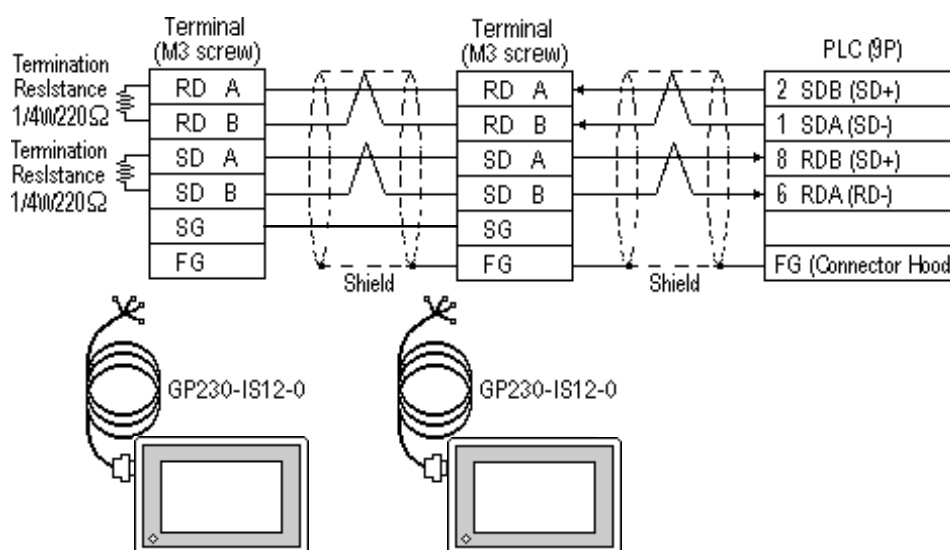 Terminal
(M3 screw)
Terminal
(M3 screw)
PLC (9P)
Termination
Resistance
1/4W220Ω
RD A
RD A
2 SDB (SD+)
RD B
RD B
1 SDA (SD-)
Termination
Resistance
1/4W220Ω
SD A
SD A
8 RDB (SD+)
SD B
SD B
6 RDA (RD-)
SG
SG
FG
FG
FG (Connector Hood
Shield
Shield
GP230-IS12-0
GP230-IS12-0